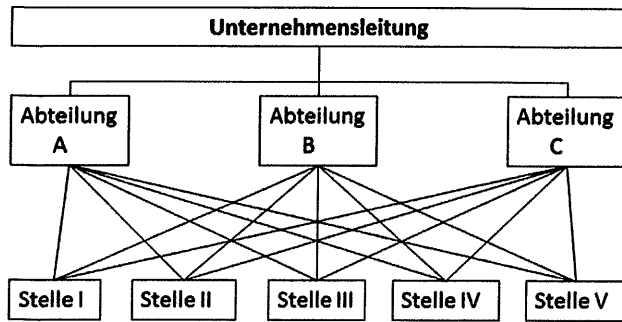 Unternehmensleitung
Abteilung
A
Abteilung
B
Abteilung
C
Stelle I
Stelle II
Stelle III
Stelle IV
Stelle V